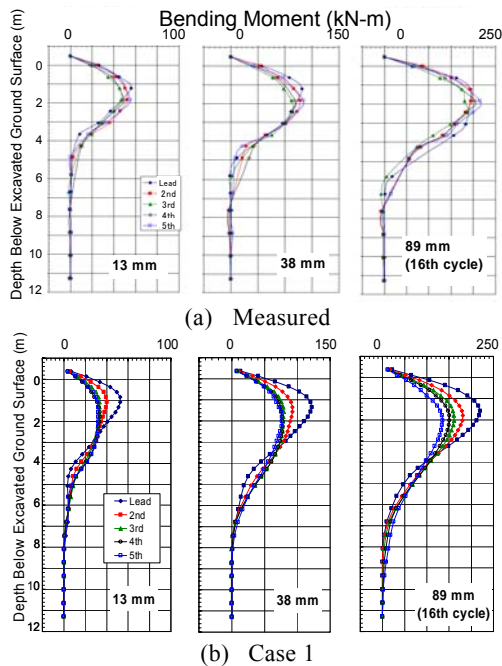 Bending Moment (kN-m)
0 100
0 150
0 250
Depth Below Excavated Ground Surface (m)
0
2
4
6
8
10
12
Lead
2nd
3rd
4th
5th
13 mm
38 mm
89 mm
(16th cycle)
(a) Measured
0 100
0 150
0 250
Depth Below Excavated Ground Surface (m)
0
2
4
6
8
10
12
Lead
2nd
3rd
4th
5th
13 mm
38 mm
89 mm
(16th cycle)
(b) Case 1